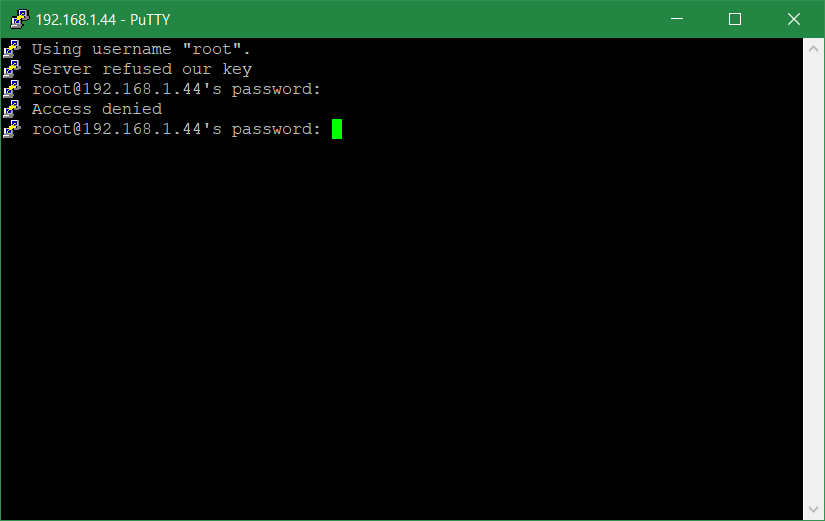 192.168.1.44 - PuTTY
Using username "root".
Server refused our key
root@192.168.1.44's password:
Access denied
root@192.168.1.44's password: